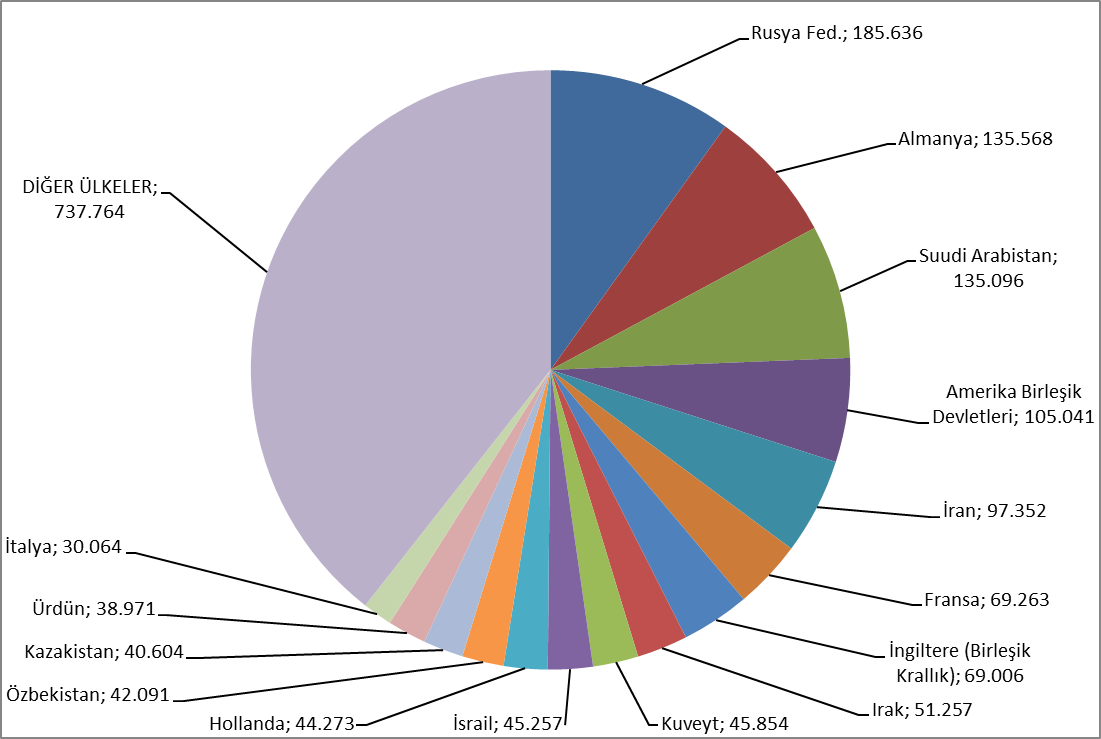 Rusya Fed.; 185.636
Almanya; 135.568
Suudi Arabistan;
135.096
Amerika Birleşik
Devletleri; 105.041
İran; 97.352
Fransa; 69.263
İngiltere (Birleşik
Krallık); 69.006
Irak; 51.257
Kuveyt; 45.854
İsrail; 45.257
Hollanda; 44.273
Özbekistan; 42.091
Kazakistan; 40.604
Ürdün; 38.971
İtalya; 30.064
DİĞER ÜLKELER;
737.764